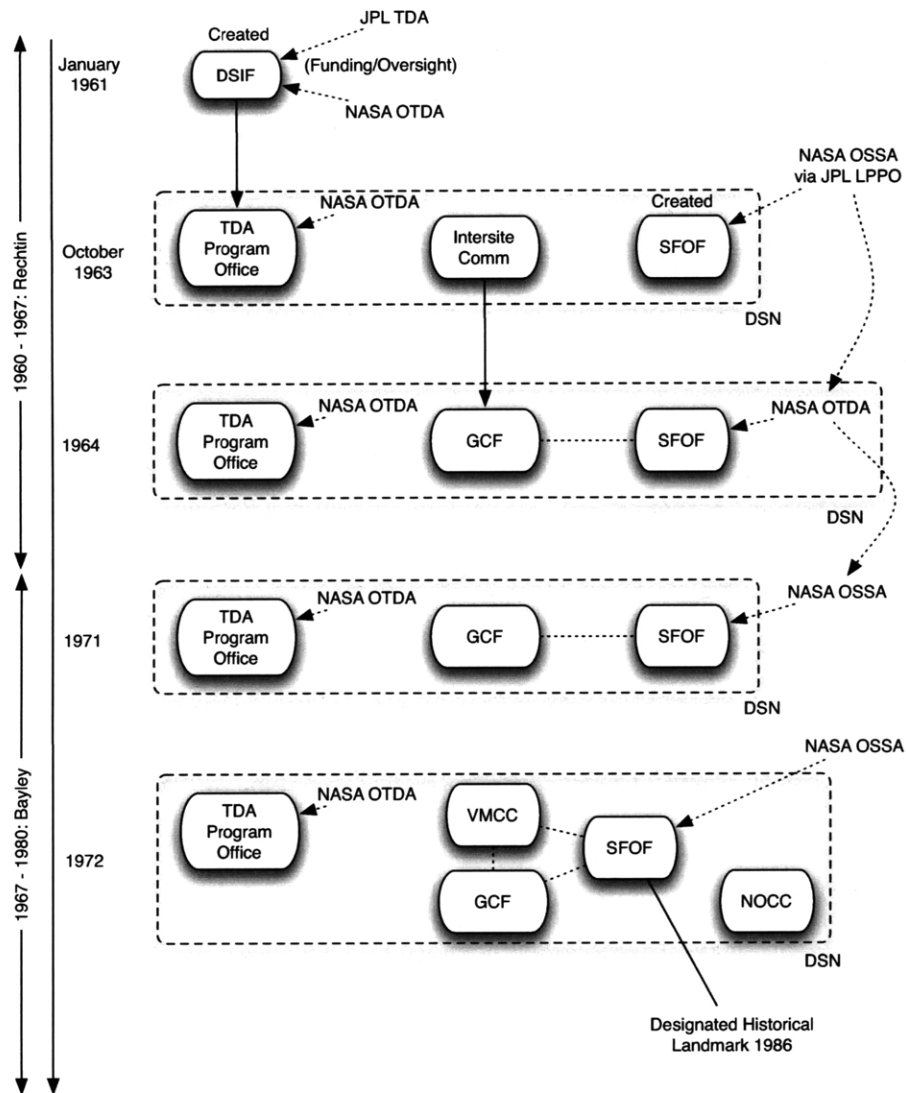 JPL TDA
Created
January
1961
DSIF
(Funding/Oversight)
NASA OTDA
NASA OSSA
via JPL LPPO
1960 - 1967: Rechtin
October
1963
TDA
Program
Office
NASA OTDA
Intersite
Comm
Created
SFOF
DSN
1964
TDA
Program
Office
NASA OTDA
GCF
SFOF
NASA OTDA
DSN
1967 - 1980: Bayley
1971
TDA
Program
Office
NASA OTDA
GCF
SFOF
NASA OSSA
DSN
1972
TDA
Program
Office
NASA OTDA
VMCC
GCF
SFOF
NASA OSSA
NOCC
DSN
Designated Historical
Landmark 1986